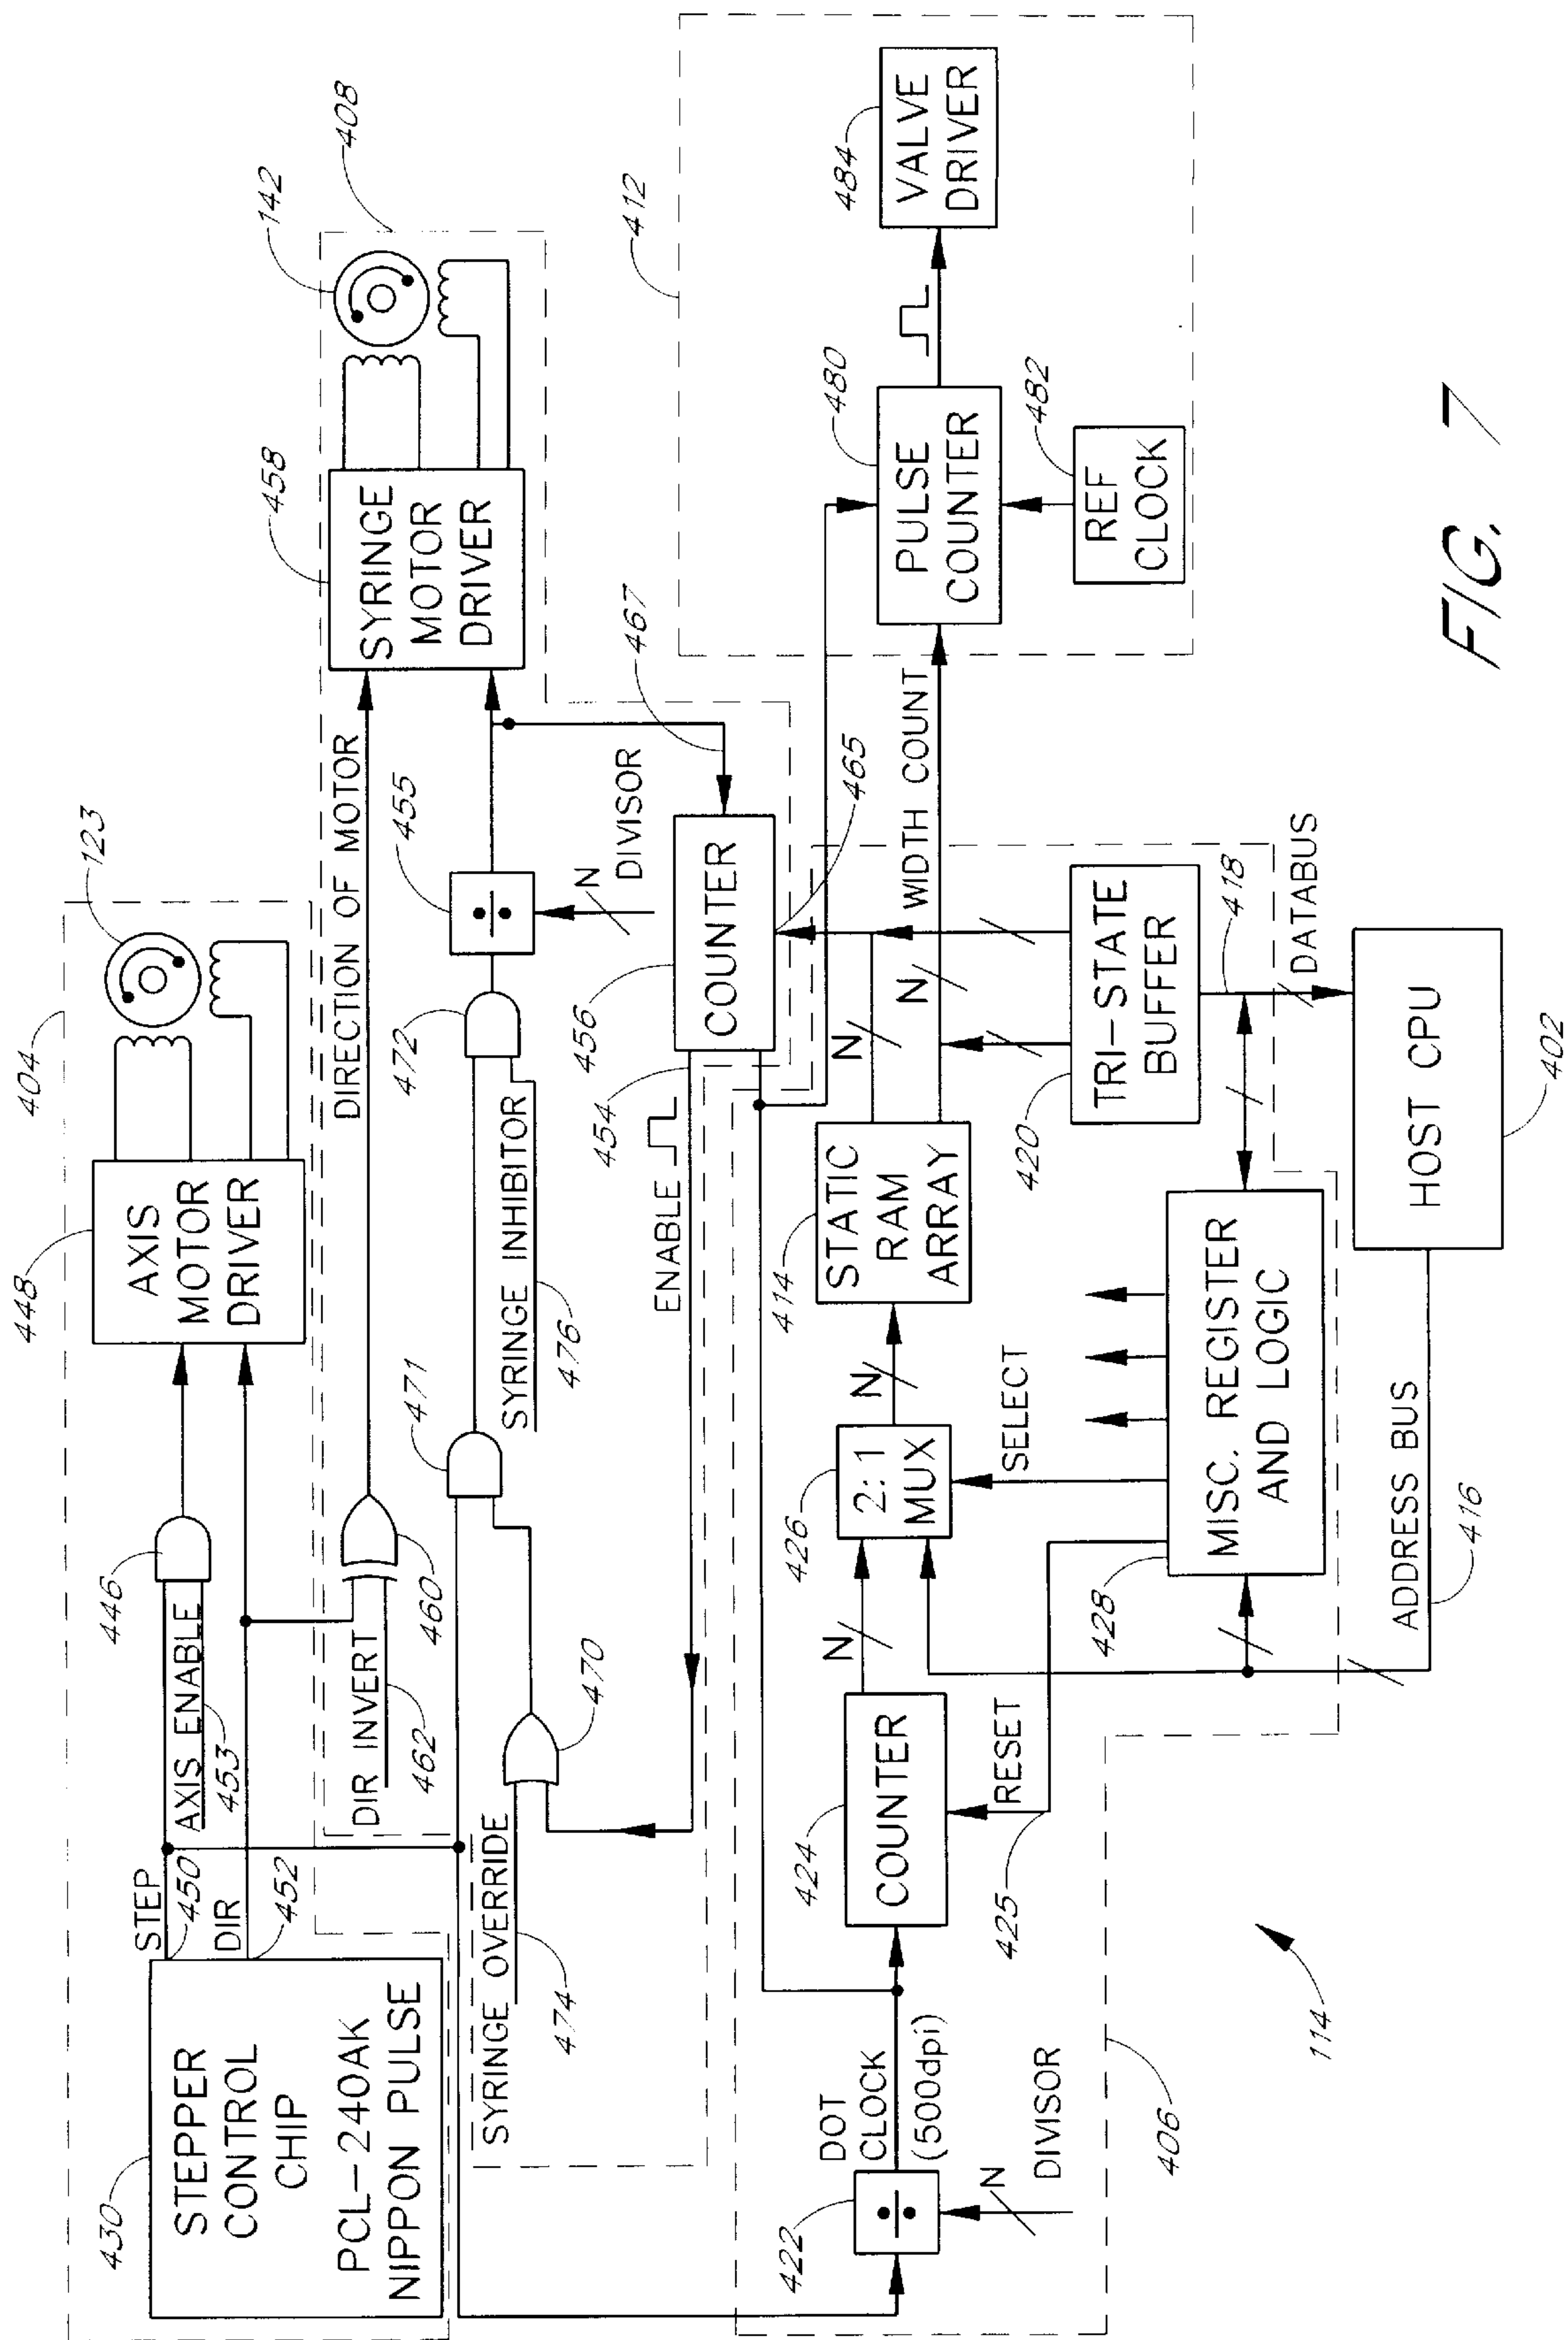 404
448
AXIS
MOTOR
DRIVER
123
430
STEPPER
CONTROL
CHIP
PCL-240AK
NIPPON PULSE
STEP
450
DIR
452
446
AXIS ENABLE
453
DIR INVERT
462
460
DIRECTION OF MOTOR
458
SYRINGE
MOTOR
DRIVER
142
408
SYRINGE OVERRIDE
474
470
471
472
SYRINGE INHIBITOR
476
455
N
DIVISOR
467
ENABLE
454
456
COUNTER
465
412
484
VALVE
DRIVER
480
PULSE
COUNTER
482
REF
CLOCK
WIDTH COUNT
N
N
414
STATIC
RAM
ARRAY
420
TRI-STATE
BUFFER
418
DATABUS
422
N
DIVISOR
DOT
CLOCK
(500dpi)
424
COUNTER
RESET
425
N
426
2:1
MUX
N
SELECT
428
MISC. REGISTER
AND LOGIC
ADDRESS BUS
416
HOST CPU
402
406
114
FIG. 7